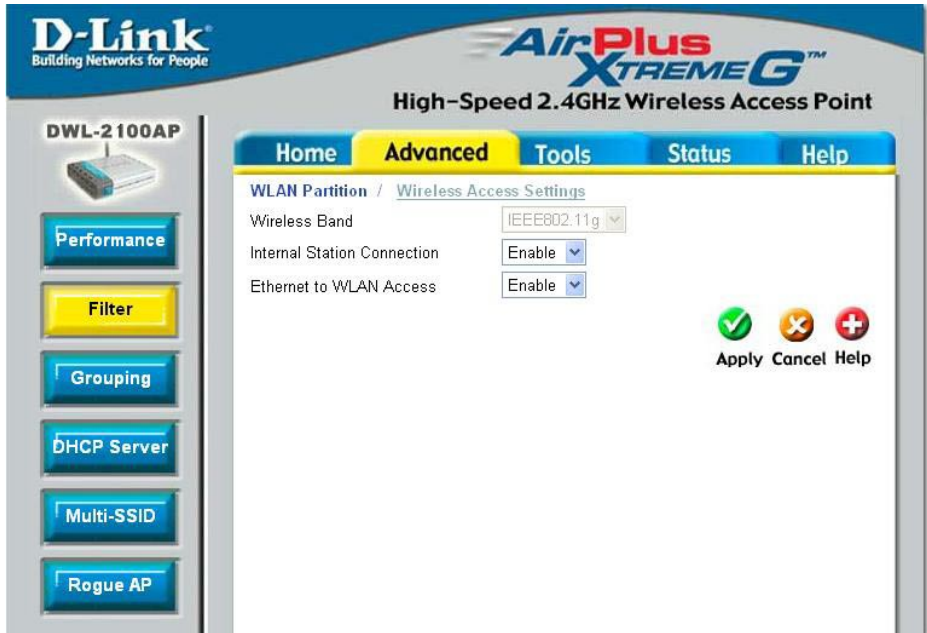 D-Link
Building Networks for People
AirPlus
XTREME G™
High-Speed 2.4GHz Wireless Access Point
DWL-2100AP
Home Advanced Tools Status Help
WLAN Partition / Wireless Access Settings
Wireless Band IEEE802.11g
Internal Station Connection Enable
Ethernet to WLAN Access Enable
Apply Cancel Help
Performance
Filter
Grouping
DHCP Server
Multi-SSID
Rogue AP